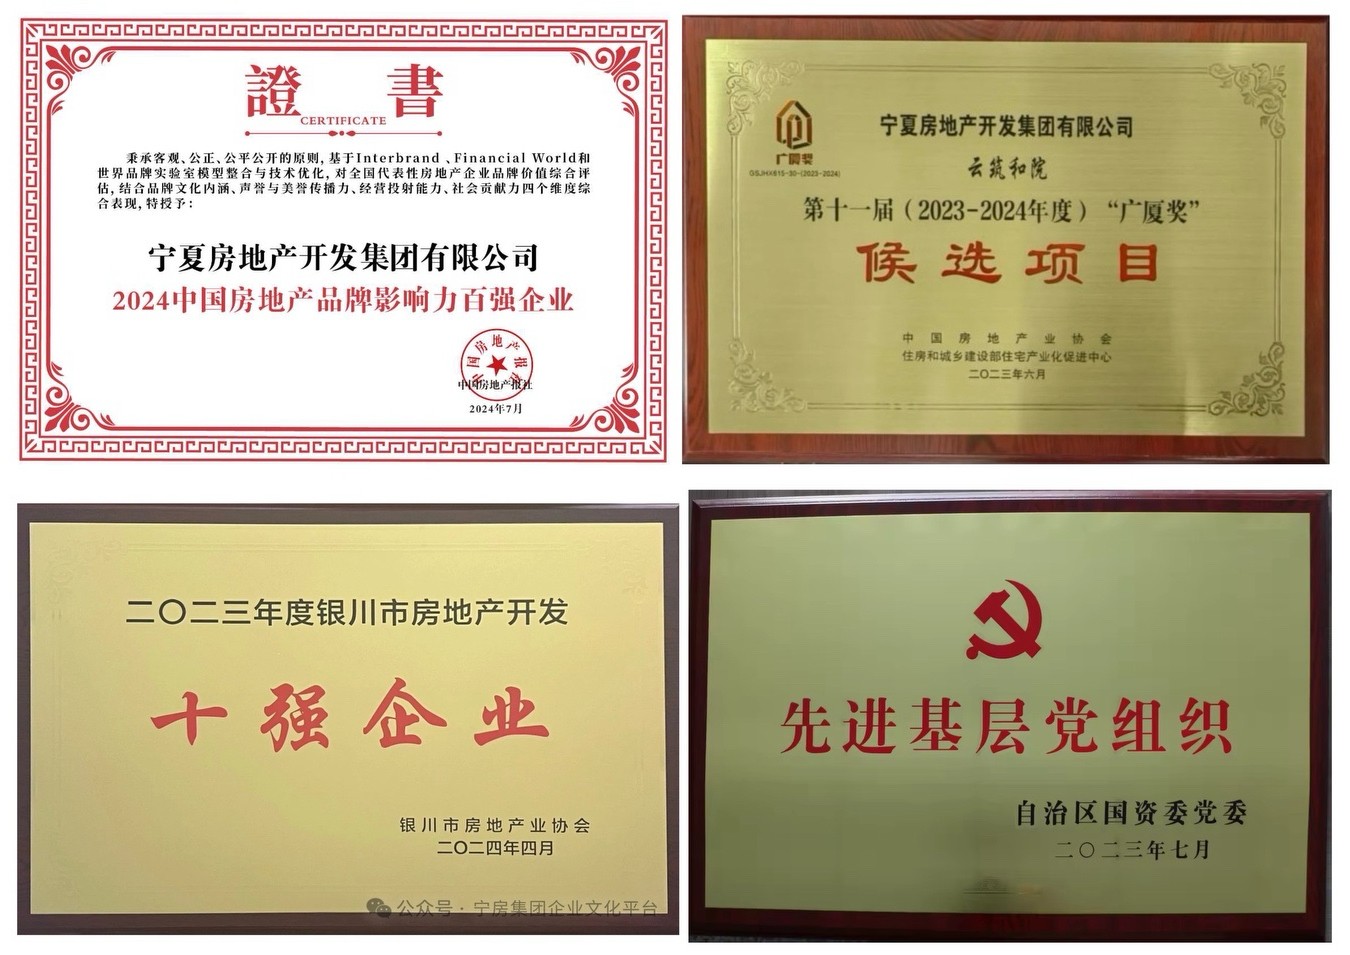 證書
CERTIFICATE
秉承客观、公正、公平公开的原则, 基于Interbrand 、Financial World和
世界品牌实验室模型整合与技术优化, 对全国代表性房地产企业品牌价值综合评
估, 结合品牌文化内涵、声誉与美誉传播力、经营投射能力、社会贡献力四个维度综
合表现, 特授予:
宁夏房地产开发集团有限公司
2024中国房地产品牌影响力百强企业
中国房地产报社
中国房地产报社
2024年7月
广厦奖
GSJHX615-30-(2023-2024)
宁夏房地产开发集团有限公司
云筑和院
第十一届（2023-2024年度）“广厦奖”
候选项目
中国房地产业协会
住房和城乡建设部住宅产业化促进中心
二〇二三年六月
二〇二三年度银川市房地产开发
十强企业
银川市房地产业协会
二〇二四年四月
公众号·宁房集团企业文化平台
先进基层党组织
自治区国资委党委
二〇二三年七月